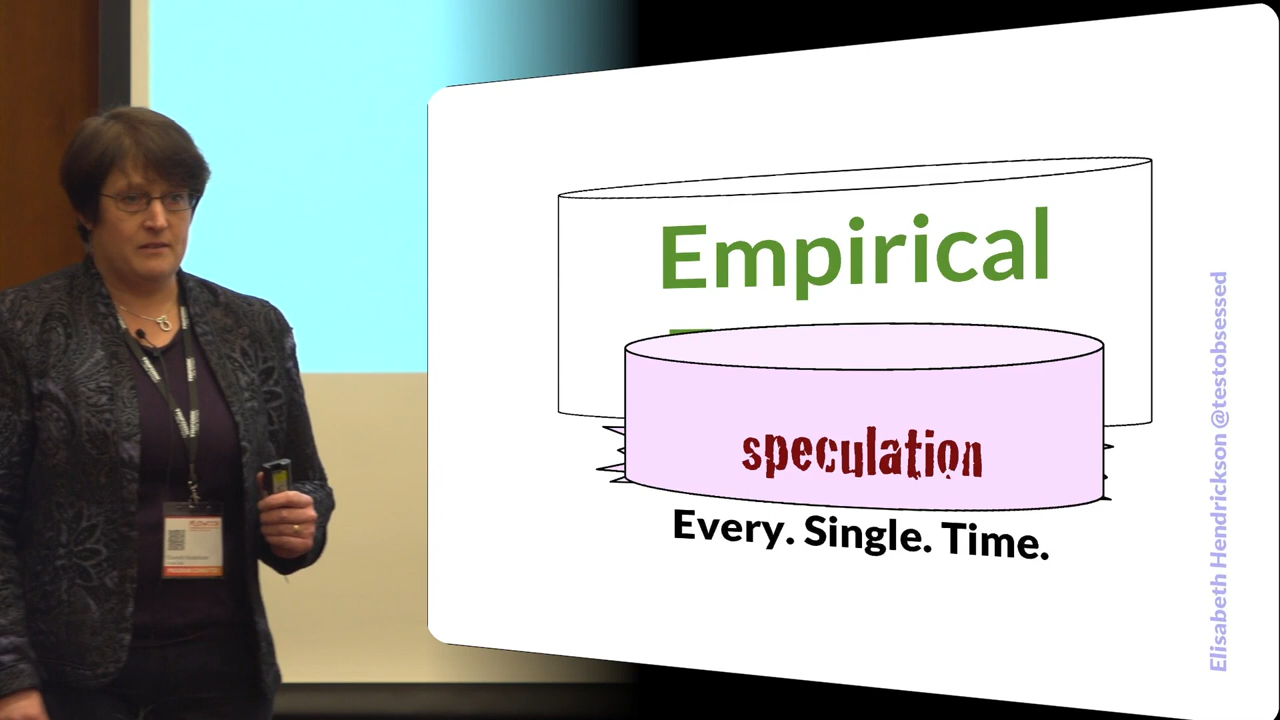 Empirical
speculation
Every. Single. Time.
Elisabeth Hendrickson @testobsessed